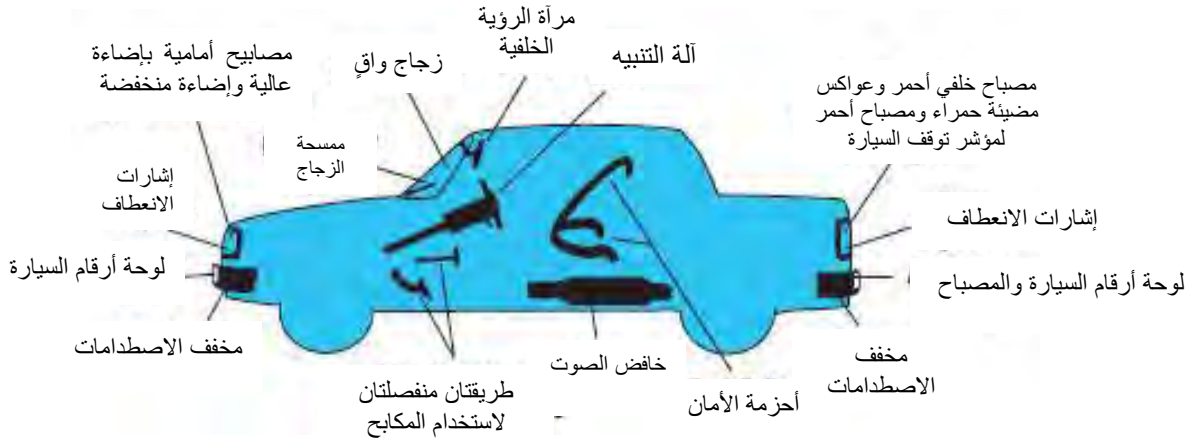 مرآة الرؤية
الخلفية
مصابيح أمامية بإضاءة
عالية وإضاءة منخفضة
زجاج واقٍ
آلة التنبيه
مصباح خلفي أحمر وعواكس
مضيئة حمراء ومصباح أحمر
لمؤشر توقف السيارة
ممسحة
الزجاج
إشارات
الانعطاف
إشارات الانعطاف
لوحة أرقام السيارة
لوحة أرقام السيارة والمصباح
مخفف الاصطدامات
خافض الصوت
مخفف
الاصطدامات
طريقتان منفصلتان
لاستخدام المكابح
أحزمة الأمان